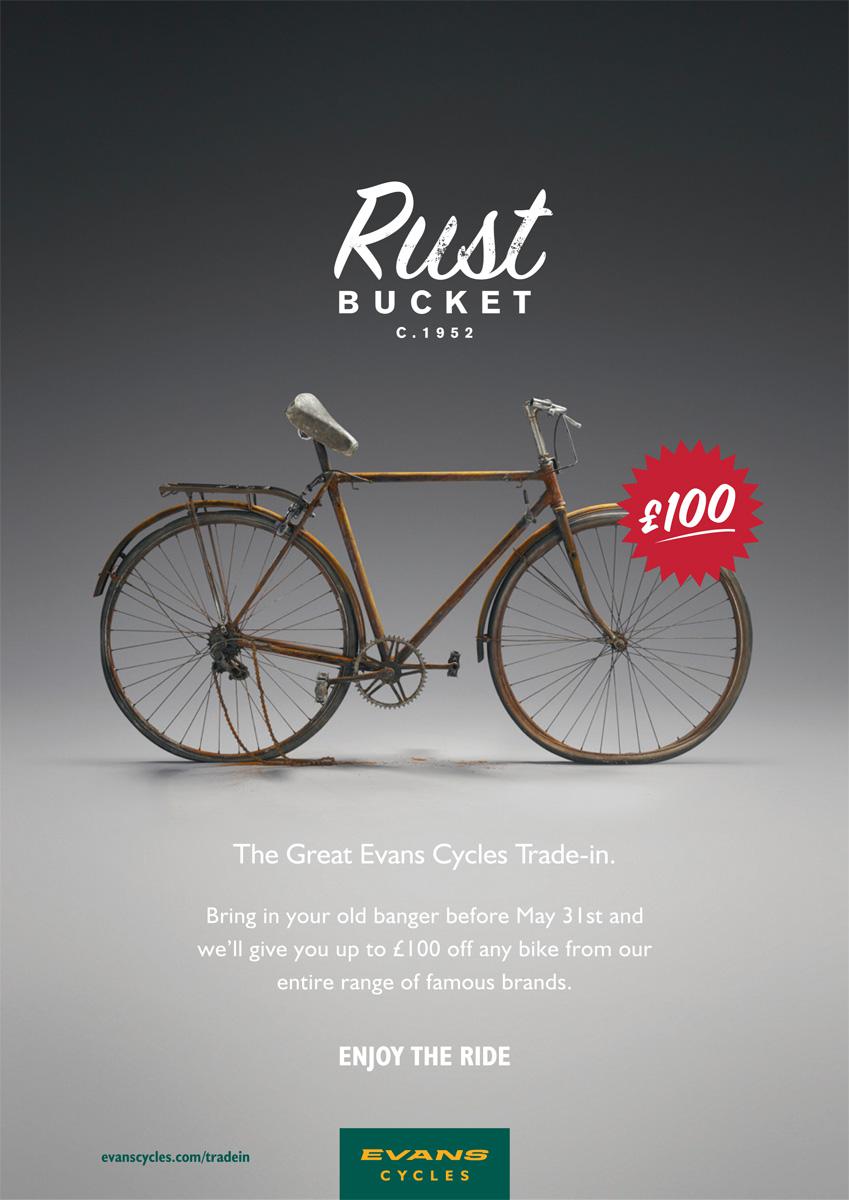 Rust
BUCKET
C.1952
£100
The Great Evans Cycles Trade-in.
Bring in your old banger before May 31st and
we'll give you up to £100 off any bike from our
entire range of famous brands.
ENJOY THE RIDE
evanscycles.com/tradein
EVANS
CYCLES